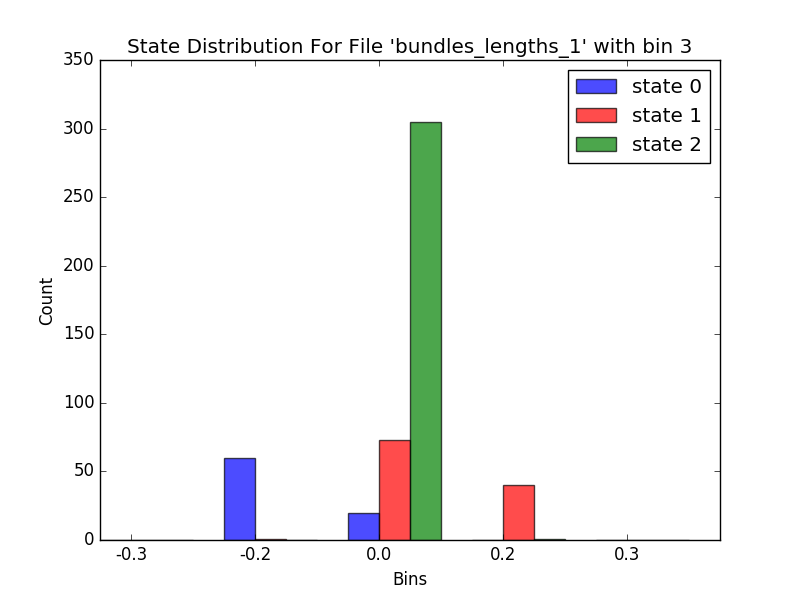 State Distribution For File 'bundles_lengths_1' with bin 3
350
300
250
200
150
100
50
0
Count
state 0
state 1
state 2
-0.3 -0.2 0.0 0.2 0.3
Bins